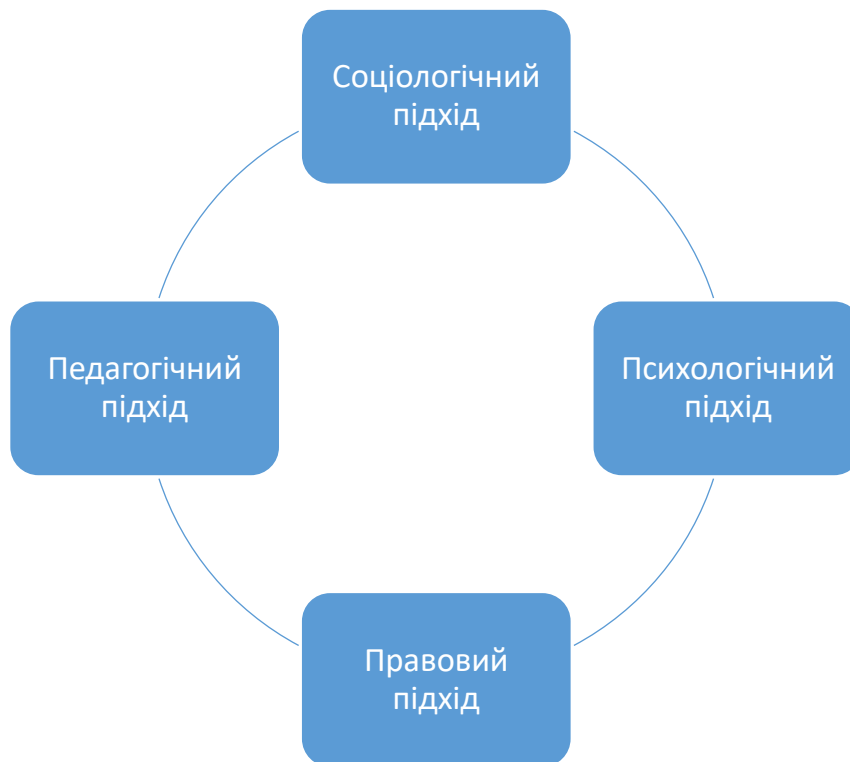 Соціологічний
підхід
Педагогічний
підхід
Психологічний
підхід
Правовий
підхід